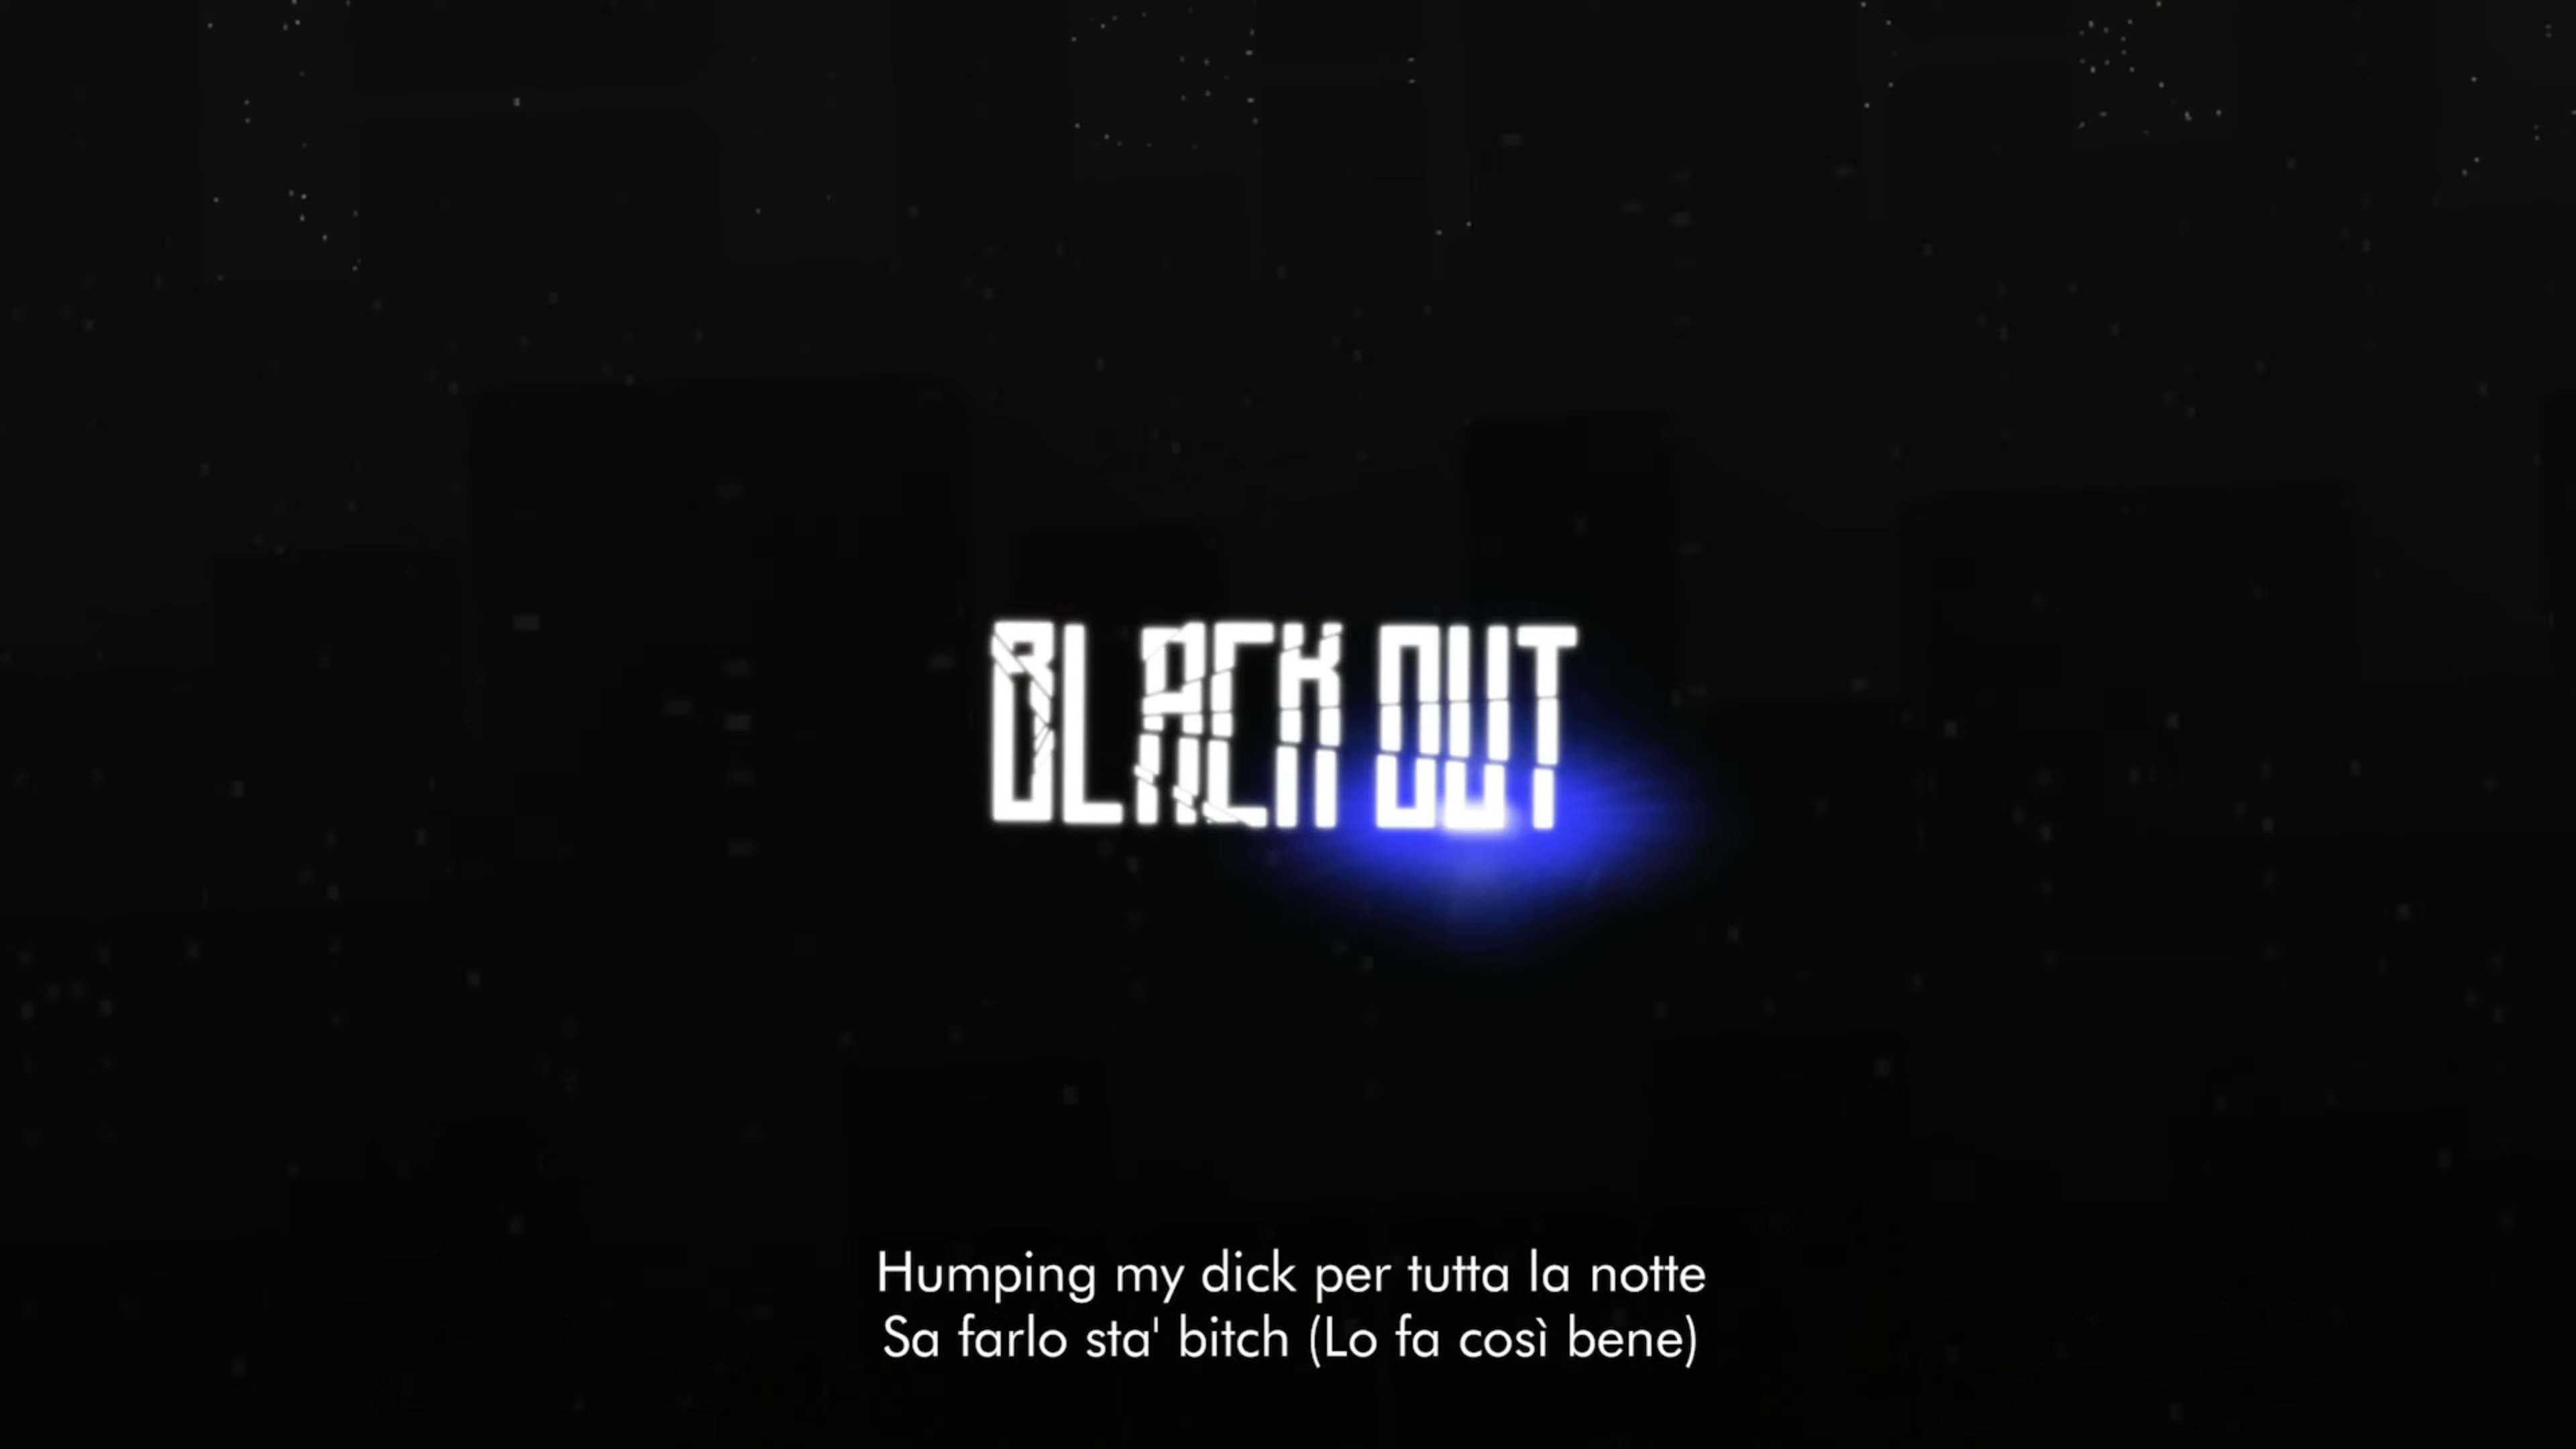 BLACK OUT
Humping my dick per tutta la notte
Sa farlo sta' bitch (Lo fa così bene)